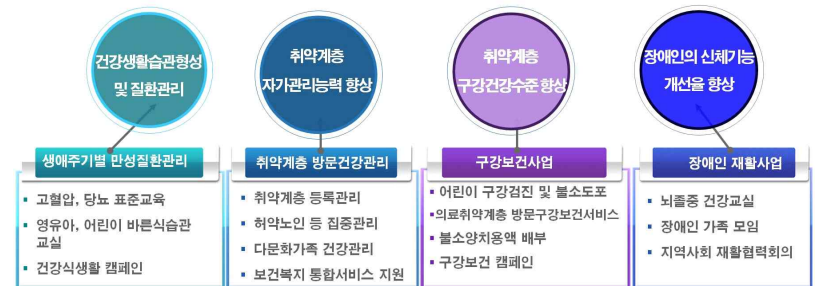 건강생활습관형성
및 질환관리
취약계층
자기관리능력 향상
취약계층
구강건강수준 향상
장애인의 신체기능
개선율 향상
생애주기별 만성질환관리
▪ 고혈압, 당뇨 표준교육
▪ 영유아, 어린이 바른식습관
교실
▪ 건강식생활 캠페인
취약계층 방문건강관리
▪ 취약계층 등록관리
▪ 허약노인 등 집중관리
▪ 다문화가족 건강관리
▪ 보건복지 통합서비스 지원
구강보건사업
▪ 어린이 구강검진 및 불소도포
▪의료취약계층 방문구강보건서비스
▪ 불소양치용액 배부
▪ 구강보건 캠페인
장애인 재활사업
▪ 뇌졸중 건강교실
▪ 장애인 가족 모임
▪ 지역사회 재활협력회의